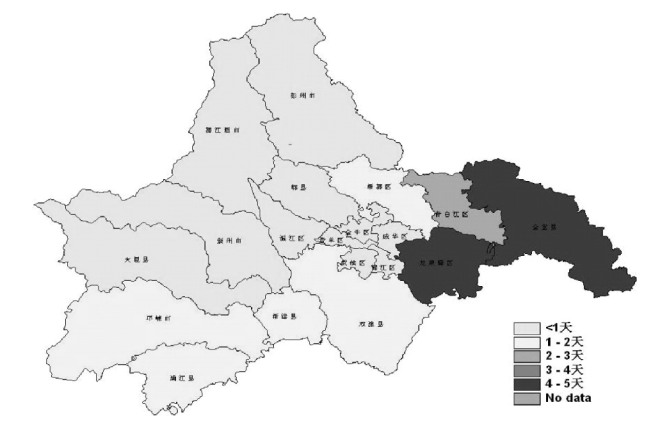 彭州市
都江堰市
郫县
新都区
青白江区
金堂县
崇州市
温江区
金牛区
成华区
青羊区
武侯区
锦江区
龙泉驿区
大邑县
邛崃市
新津县
双流县
蒲江县
<1天
1 - 2天
2 - 3天
3 - 4天
4 - 5天
No data